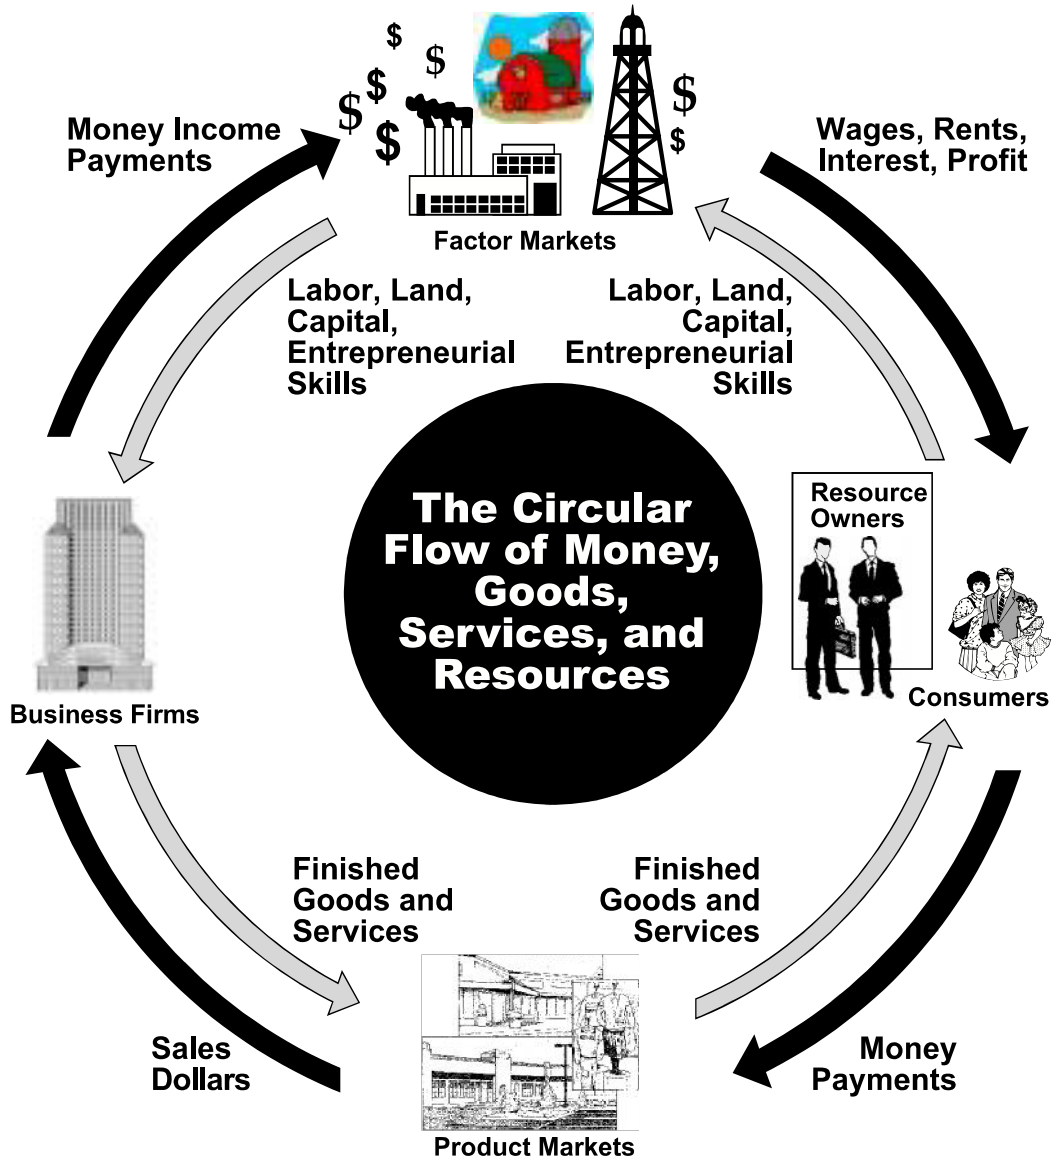 $
$
$
$
$
$
$
Money Income
Payments
Wages, Rents,
Interest, Profit
Factor Markets
Labor, Land,
Capital,
Entrepreneurial
Skills
Labor, Land,
Capital,
Entrepreneurial
Skills
The Circular
Flow of Money,
Goods,
Services, and
Resources
Resource
Owners
Consumers
Business Firms
Finished
Goods and
Services
Finished
Goods and
Services
Sales
Dollars
Money
Payments
Product Markets